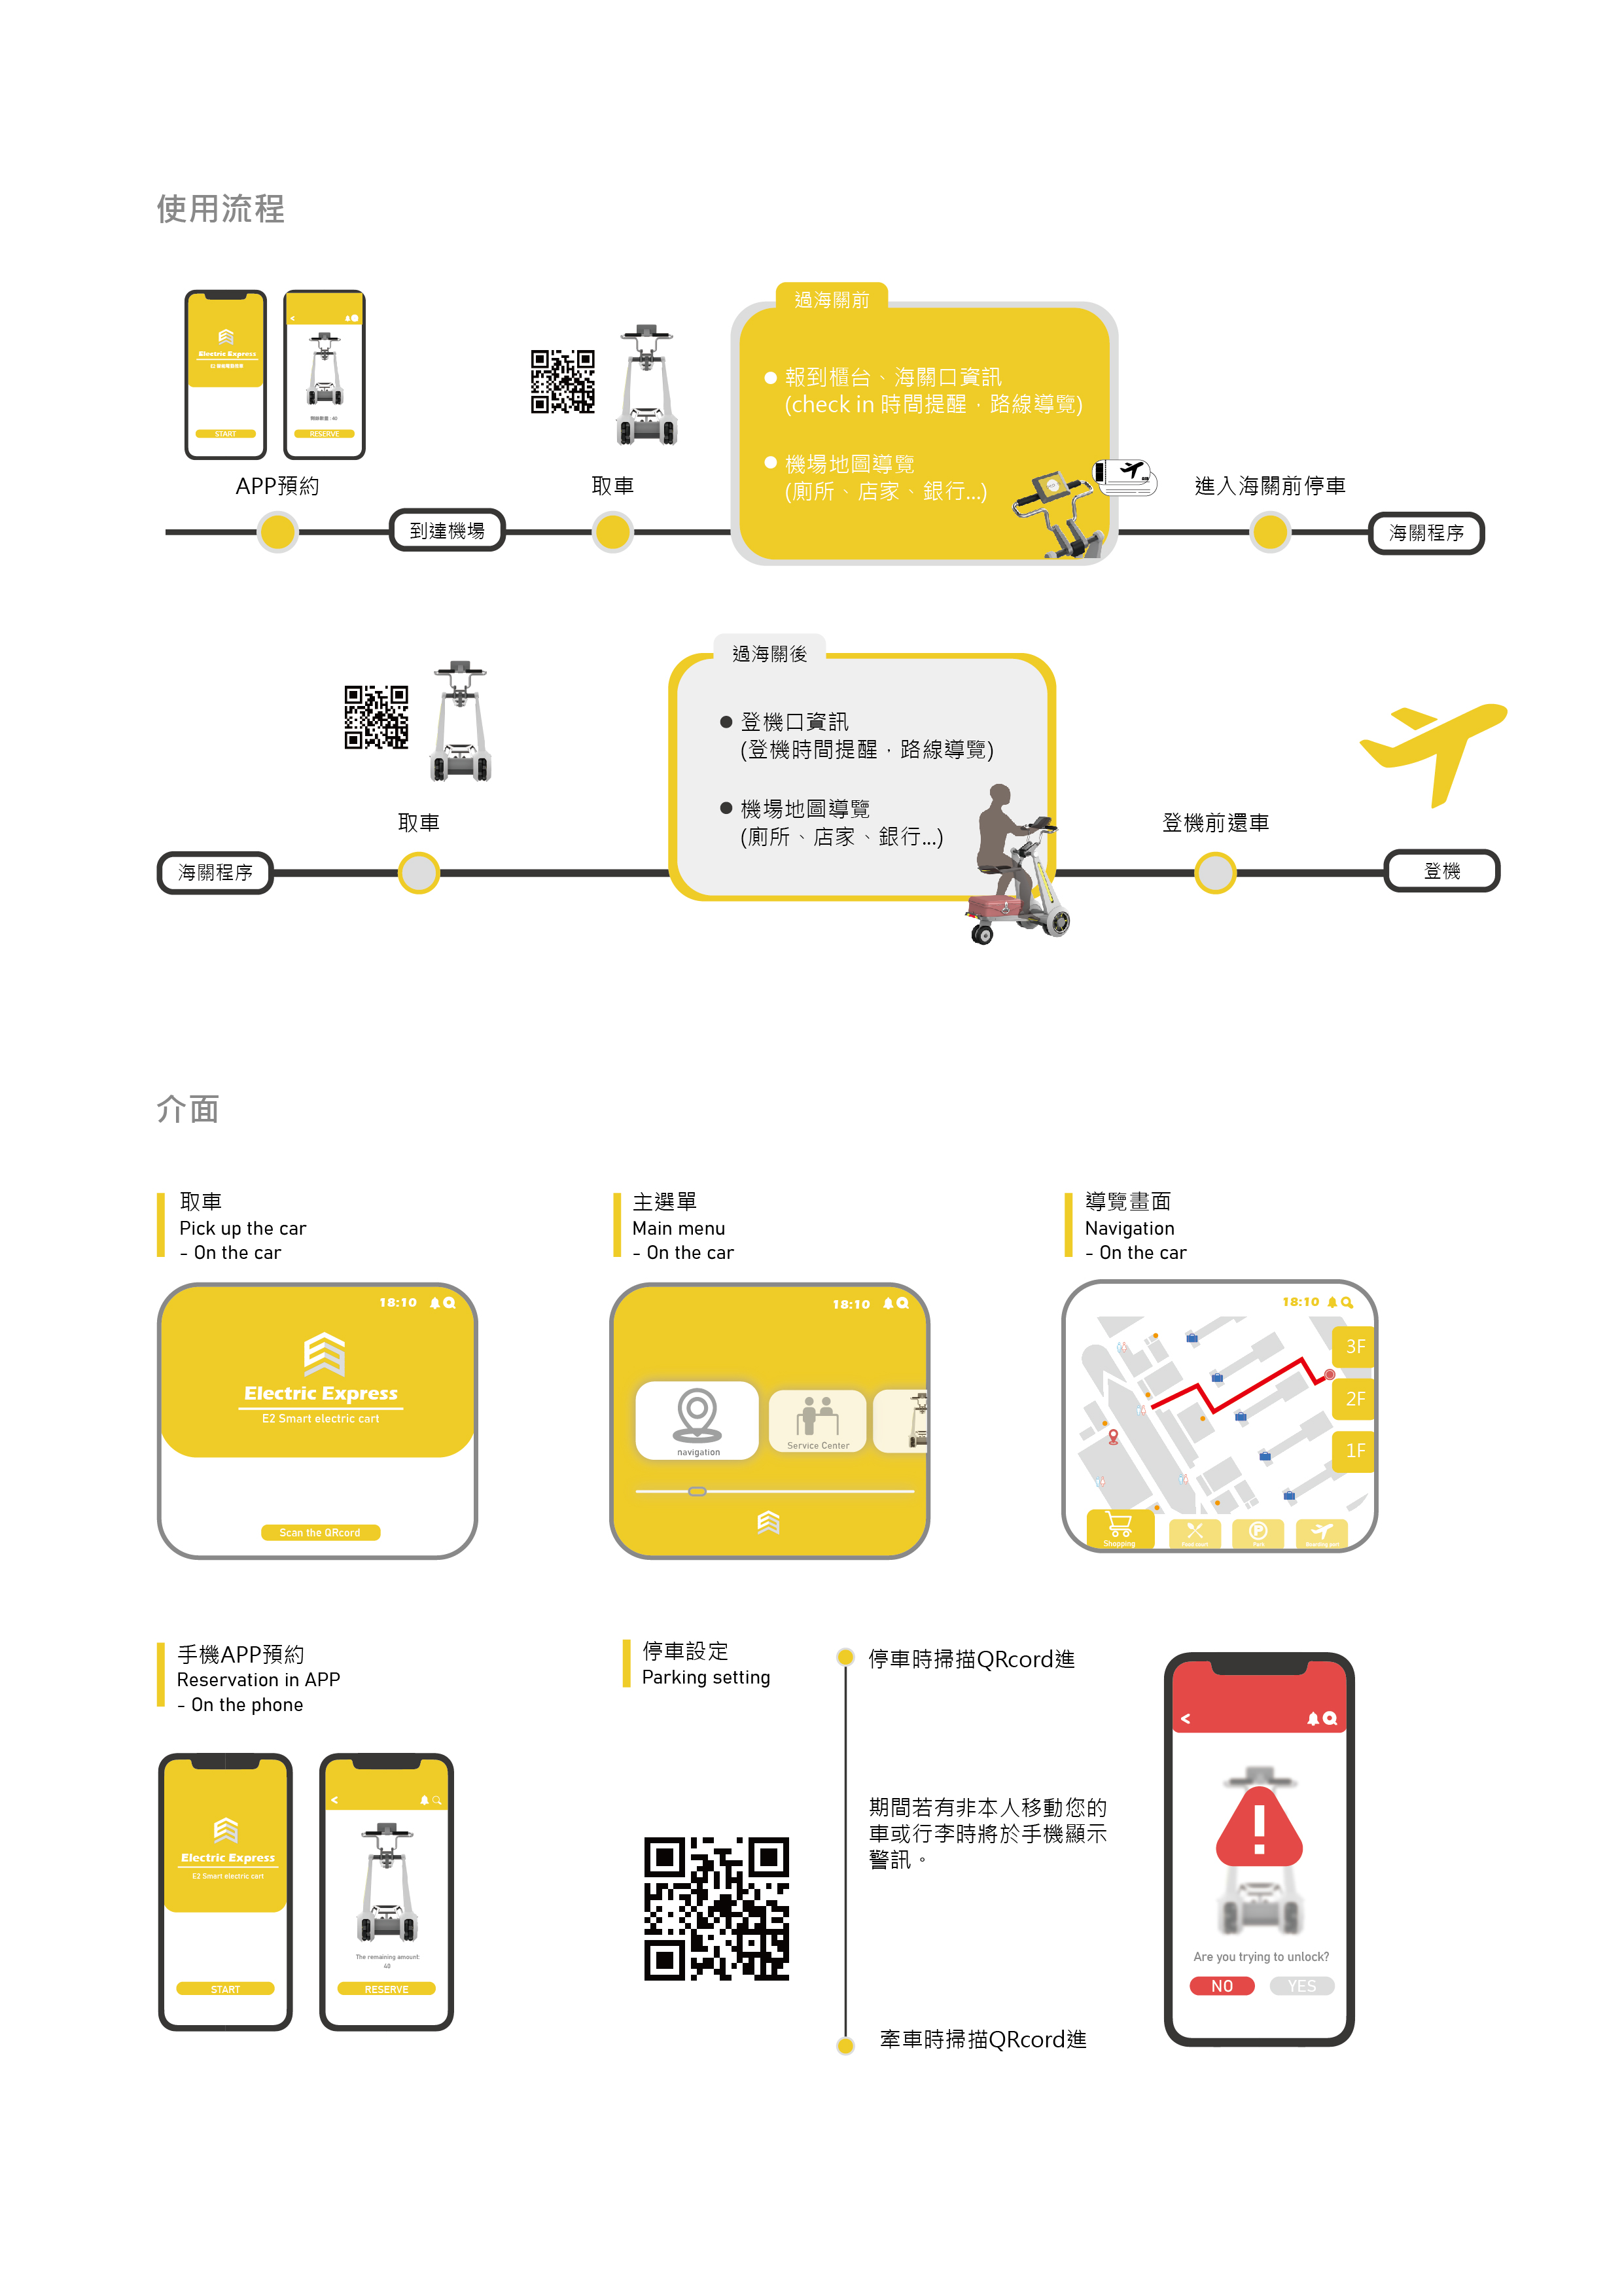 使用流程
Electric Express
START
RESERVE
APP預約
到達機場
取車
過海關前
報到櫃台、海關口資訊
(check in 時間提醒，路線導覽)
機場地圖導覽
(廁所、店家、銀行...)
進入海關前停車
海關程序
海關程序
取車
過海關後
登機口資訊
(登機時間提醒，路線導覽)
機場地圖導覽
(廁所、店家、銀行...)
登機前還車
登機
介面
取車
Pick up the car
- On the car
18:10
Electric Express
E2 Smart electric cart
Scan the QRcord
主選單
Main menu
- On the car
18:10
navigation
Service Center
導覽畫面
Navigation
- On the car
18:10
3F
2F
1F
Shopping
Food court
Park
Boarding port
手機APP預約
Reservation in APP
- On the phone
Electric Express
E2 Smart electric cart
START
<
The remaining amount
40
RESERVE
停車設定
Parking setting
停車時掃描QRcord進
期間若有非本人移動您的
車或行李時將於手機顯示
警訊。
牽車時掃描QRcord進
<
Are you trying to unlock?
NO
YES